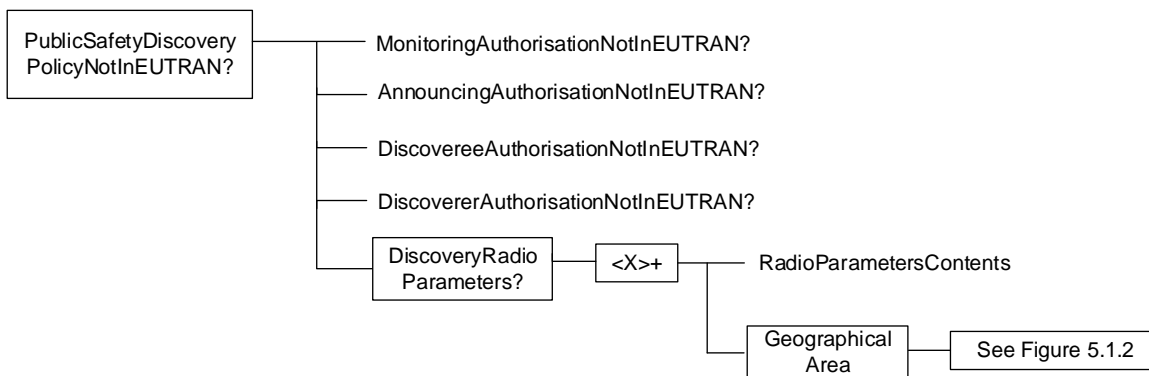 PublicSafetyDiscovery
PolicyNotInEUTRAN?
MonitoringAuthorisationNotInEUTRAN?
AnnouncingAuthorisationNotInEUTRAN?
DiscovereeAuthorisationNotInEUTRAN?
DiscovererAuthorisationNotInEUTRAN?
DiscoveryRadio
Parameters?
<X>+
RadioParametersContents
Geographical
Area
See Figure 5.1.2